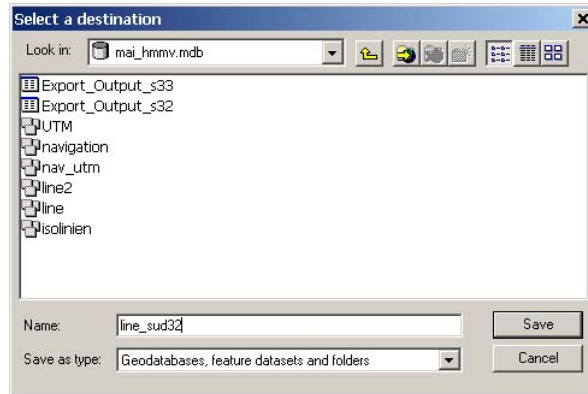 Select a destination
Look in: mai_hmmv.mdb
Export_Output_s33
Export_Output_s32
UTM
navigation
nav_utm
line2
line
isolinien
Name: line_sud32 Save
Save as type: Geodatabases, feature datasets and folders Cancel